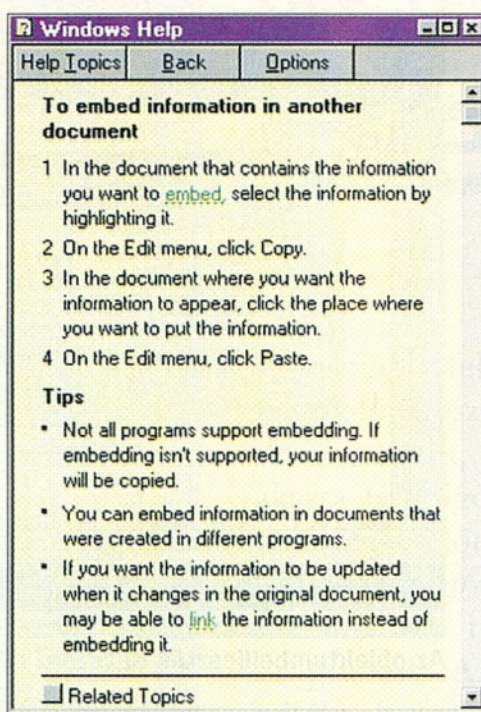 Windows Help
Help Topics Back Options
To embed information in another
document
1 In the document that contains the information
you want to embed, select the information by
highlighting it.
2 On the Edit menu, click Copy.
3 In the document where you want the
information to appear, click the place where
you want to put the information.
4 On the Edit menu, click Paste.
Tips
▪ Not all programs support embedding. If
embedding isn't supported, your information
will be copied.
▪ You can embed information in documents that
were created in different programs.
▪ If you want the information to be updated
when it changes in the original document, you
may be able to link the information instead of
embedding it.
Related Topics